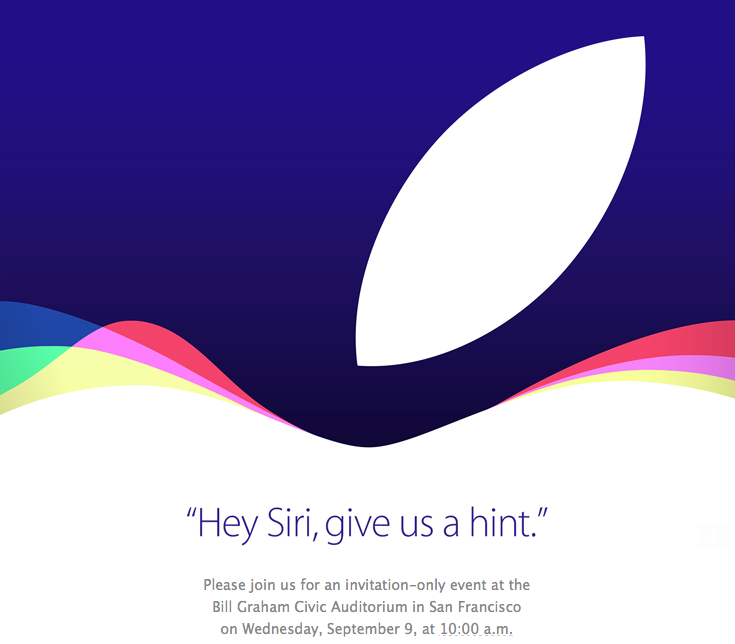 “Hey Siri, give us a hint.”
Please join us for an invitation-only event at the
Bill Graham Civic Auditorium in San Francisco
on Wednesday, September 9, at 10:00 a.m.